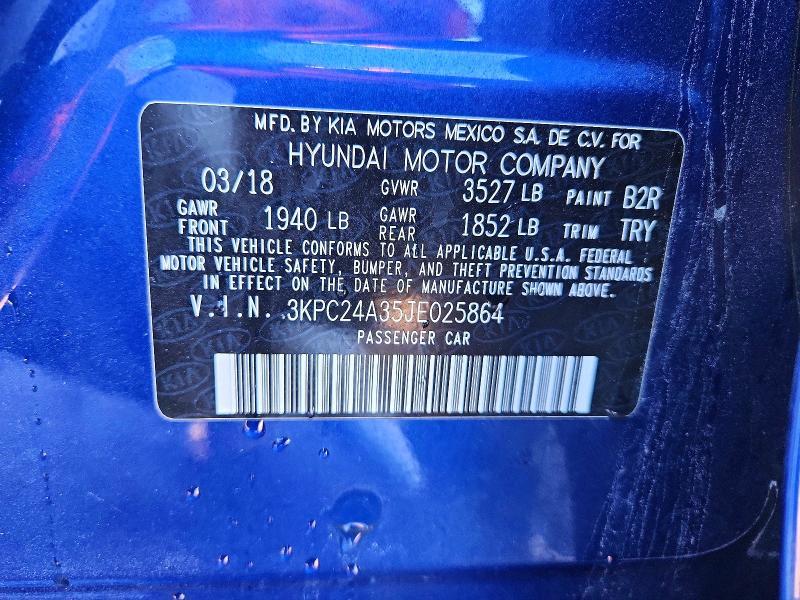 MFD. BY KIA MOTORS MEXICO S.A. DE C.V. FOR
HYUNDAI MOTOR COMPANY
03/18 GVWR 3527 LB PAINT B2R
GAWR FRONT 1940 LB GAWR REAR 1852 LB TRIM TRY
THIS VEHICLE CONFORMS TO ALL APPLICABLE U.S.A. FEDERAL
MOTOR VEHICLE SAFETY, BUMPER, AND THEFT PREVENTION STANDARDS
IN EFFECT ON THE DATE OF MANUFACTURE SHOWN ABOVE.
V.I.N. :3KPC24A35JE025864
PASSENGER CAR